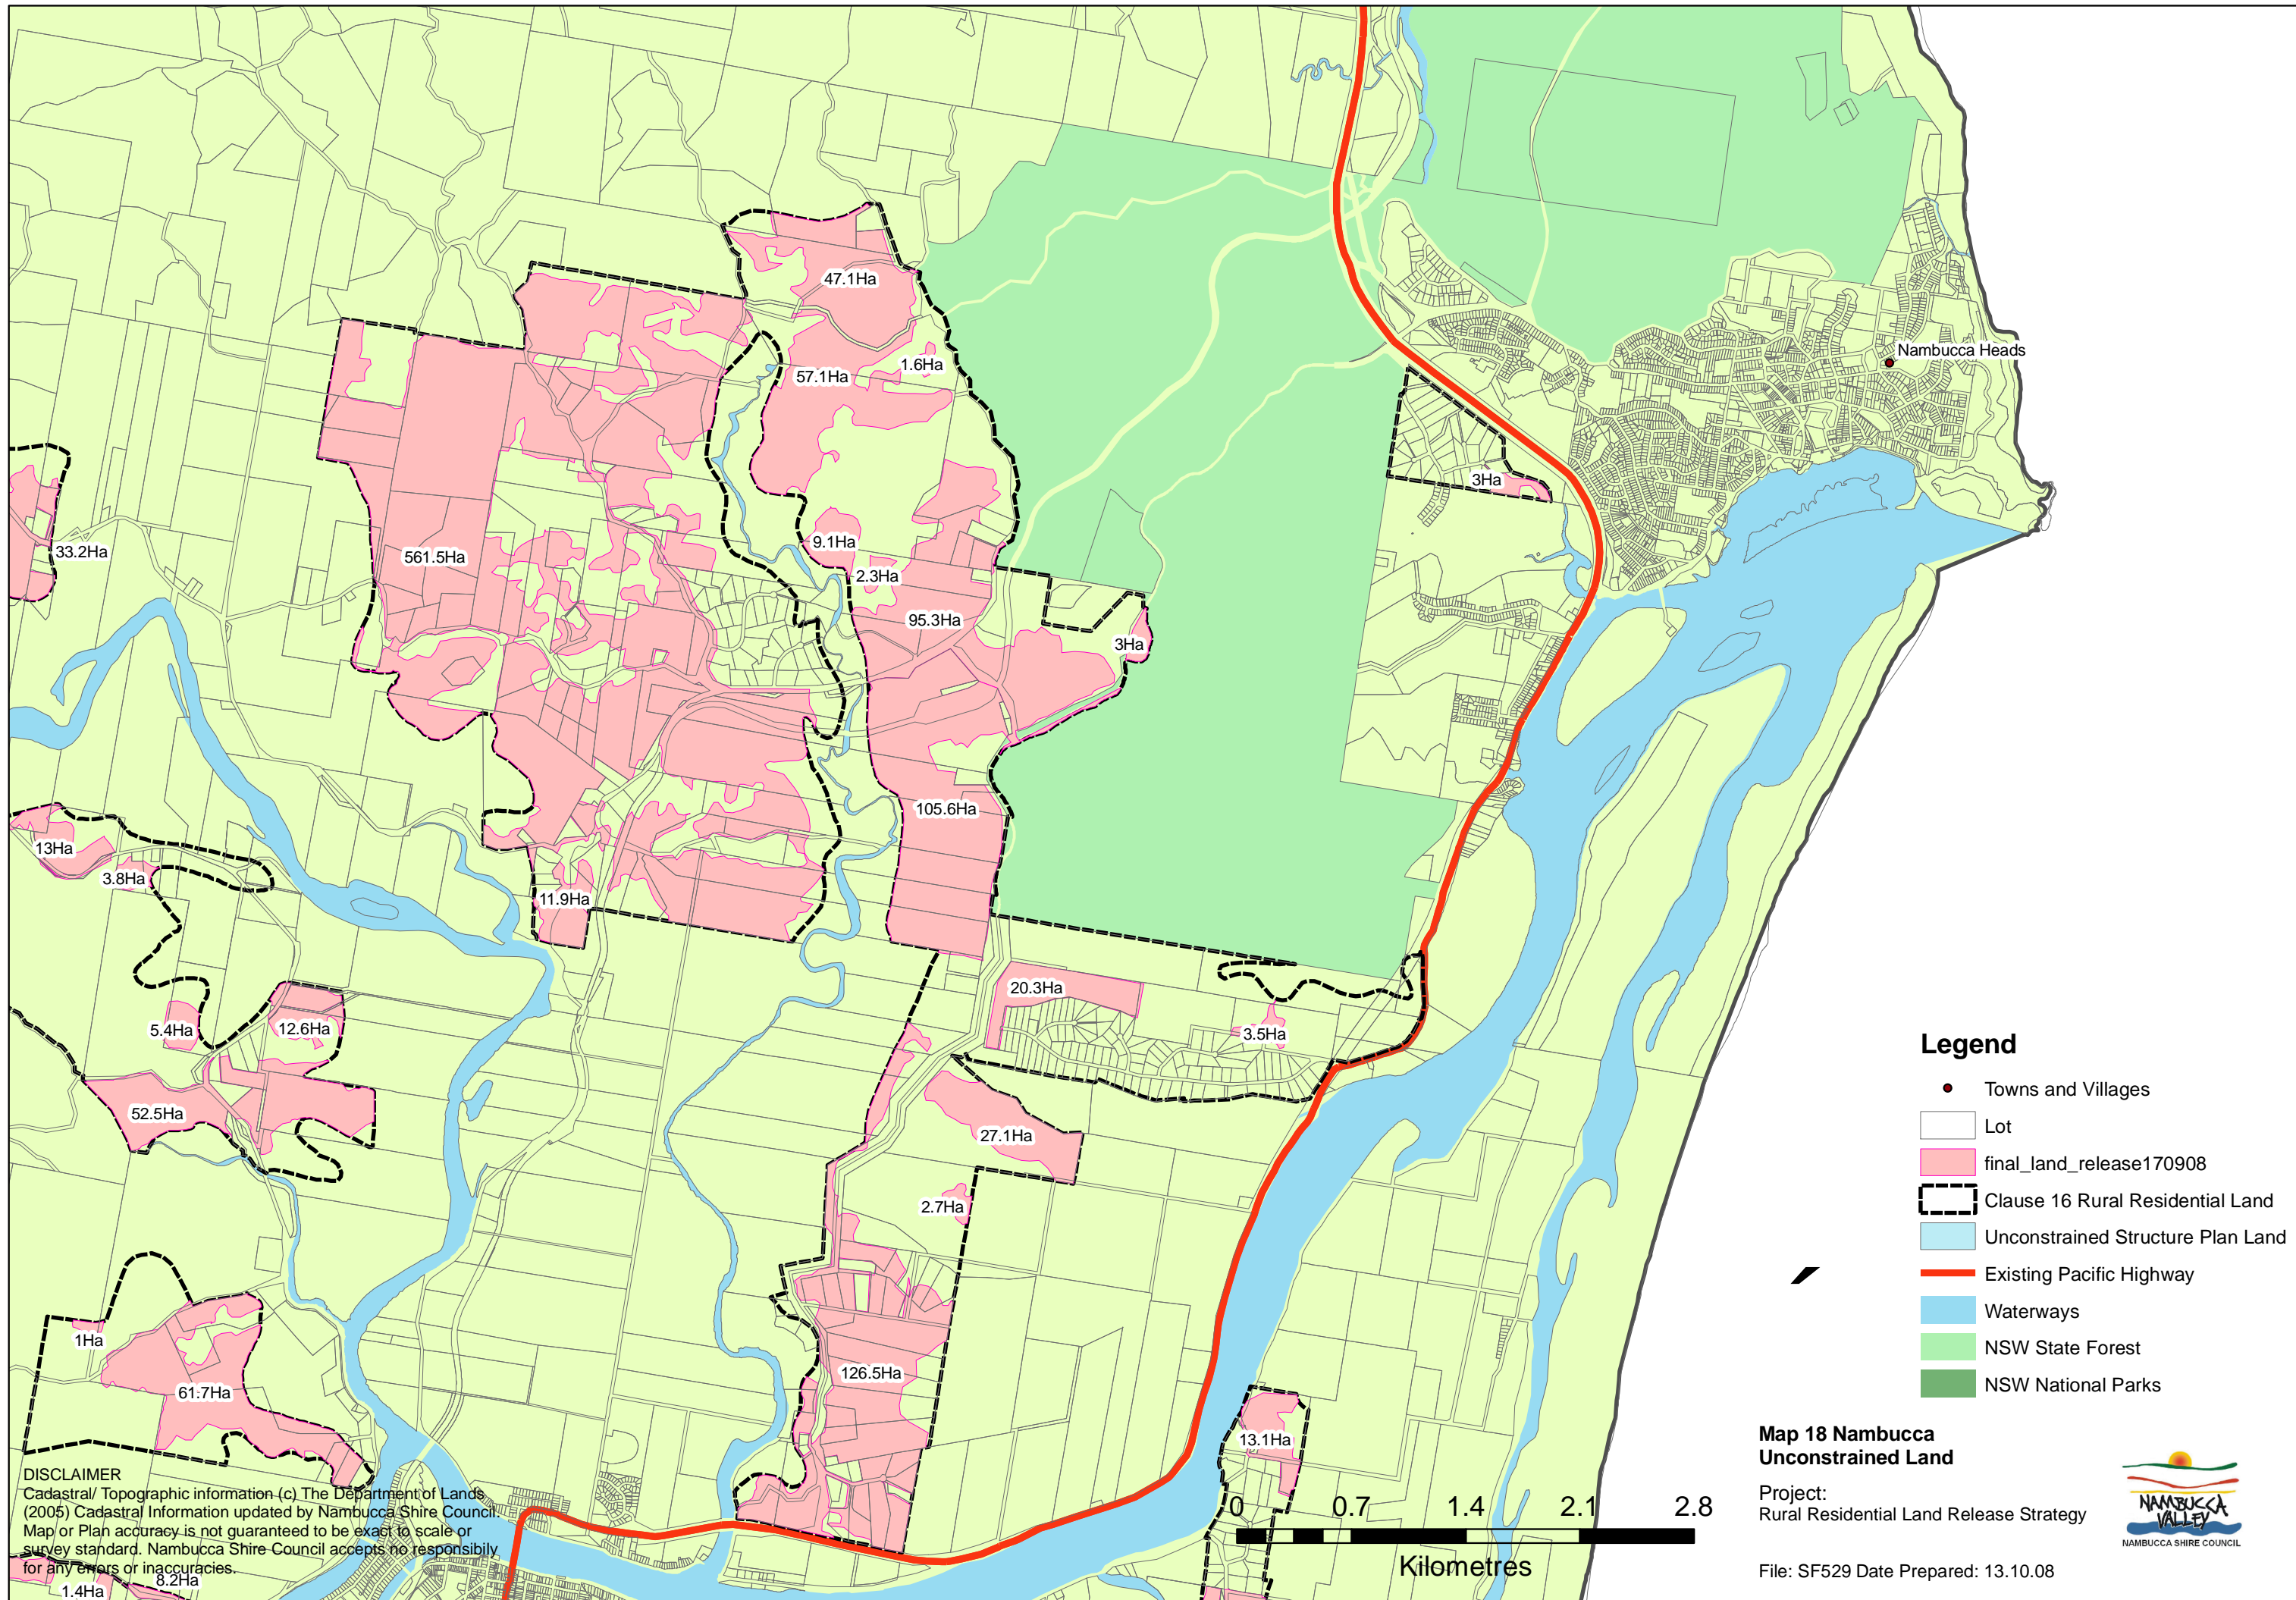 Nambucca Heads
47.1Ha
1.6Ha
57.1Ha
3Ha
33.2Ha
561.5Ha
9.1Ha
2.3Ha
95.3Ha
3Ha
105.6Ha
13Ha
3.8Ha
11.9Ha
20.3Ha
5.4Ha
12.6Ha
3.5Ha
52.5Ha
27.1Ha
2.7Ha
1Ha
61.7Ha
126.5Ha
13.1Ha
1.4Ha
8.2Ha
DISCLAIMER
Cadastral/ Topographic information (c) The Department of Lands
(2005) Cadastral Information updated by Nambucca Shire Council.
Map or Plan accuracy is not guaranteed to be exact to scale or
survey standard. Nambucca Shire Council accepts no responsibily
for any errors or inaccuracies.
0 0.7 1.4 2.1 2.8
Kilometres
Legend
Towns and Villages
Lot
final_land_release170908
Clause 16 Rural Residential Land
Unconstrained Structure Plan Land
Existing Pacific Highway
Waterways
NSW State Forest
NSW National Parks
Map 18 Nambucca
Unconstrained Land
Project:
Rural Residential Land Release Strategy
File: SF529 Date Prepared: 13.10.08
NAMBUCCA
VALLEY
NAMBUCCA SHIRE COUNCIL